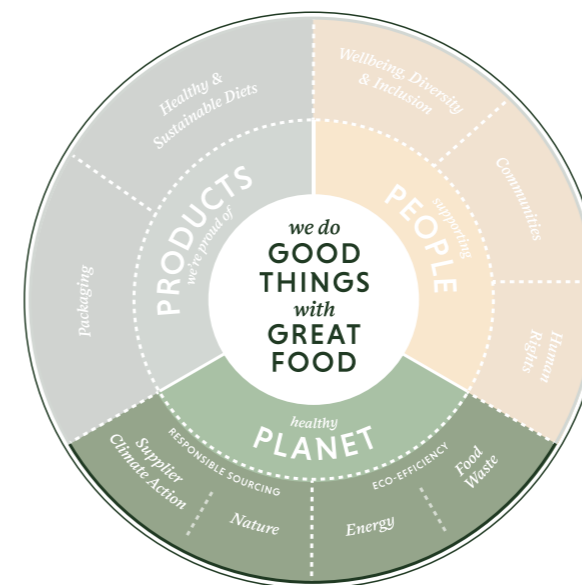 we do
GOOD
THINGS
with
GREAT
FOOD
PRODUCTS
we're proud of
Healthy &
Sustainable Diets
Packaging
supporting
PEOPLE
Wellbeing, Diversity
& Inclusion
Communities
Human
Rights
healthy
PLANET
RESPONSIBLE SOURCING
Supplier
Climate Action
Nature
ECO-EFFICIENCY
Energy
Food
Waste